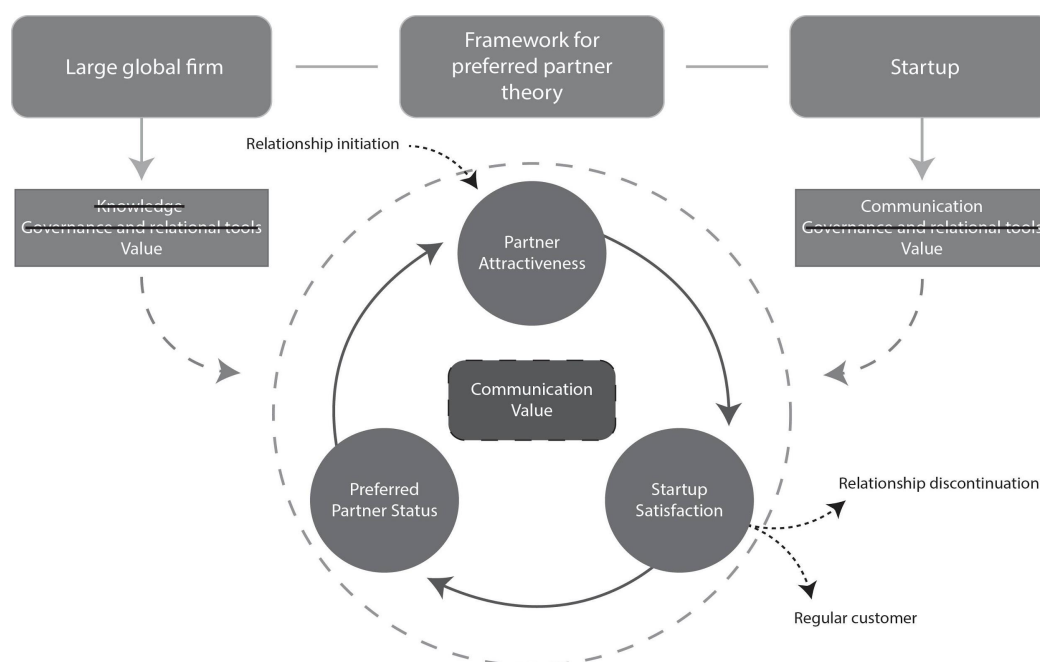 Large global firm
Framework for
preferred partner
theory
Startup
Relationship initiation
Knowledge
Governance and relational tools
Value
Communication
Governance and relational tools
Value
Partner
Attractiveness
Communication
Value
Preferred
Partner Status
Startup
Satisfaction
Relationship discontinuation
Regular customer